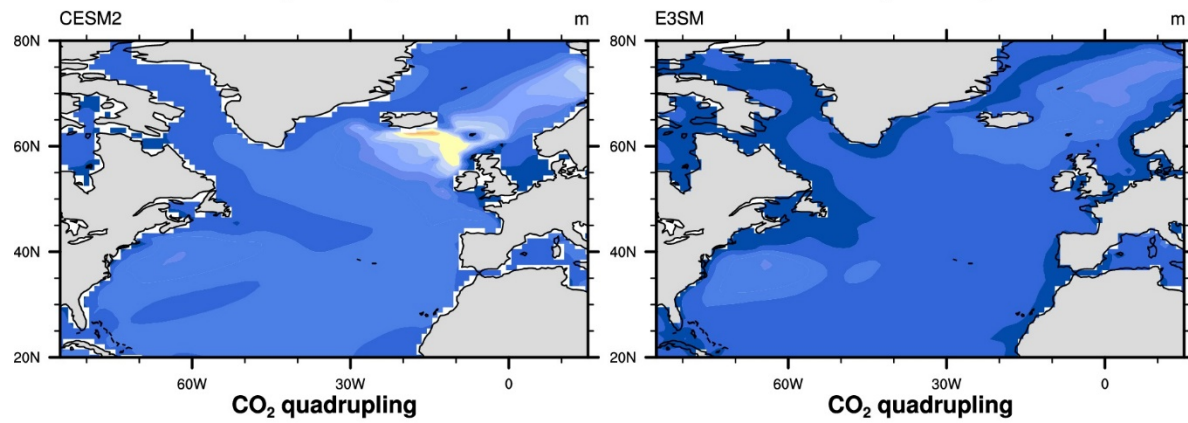 CESM2 m
80N
60N
40N
20N
60W 30W 0
CO₂ quadrupling
E3SM m
80N
60N
40N
20N
60W 30W 0
CO₂ quadrupling